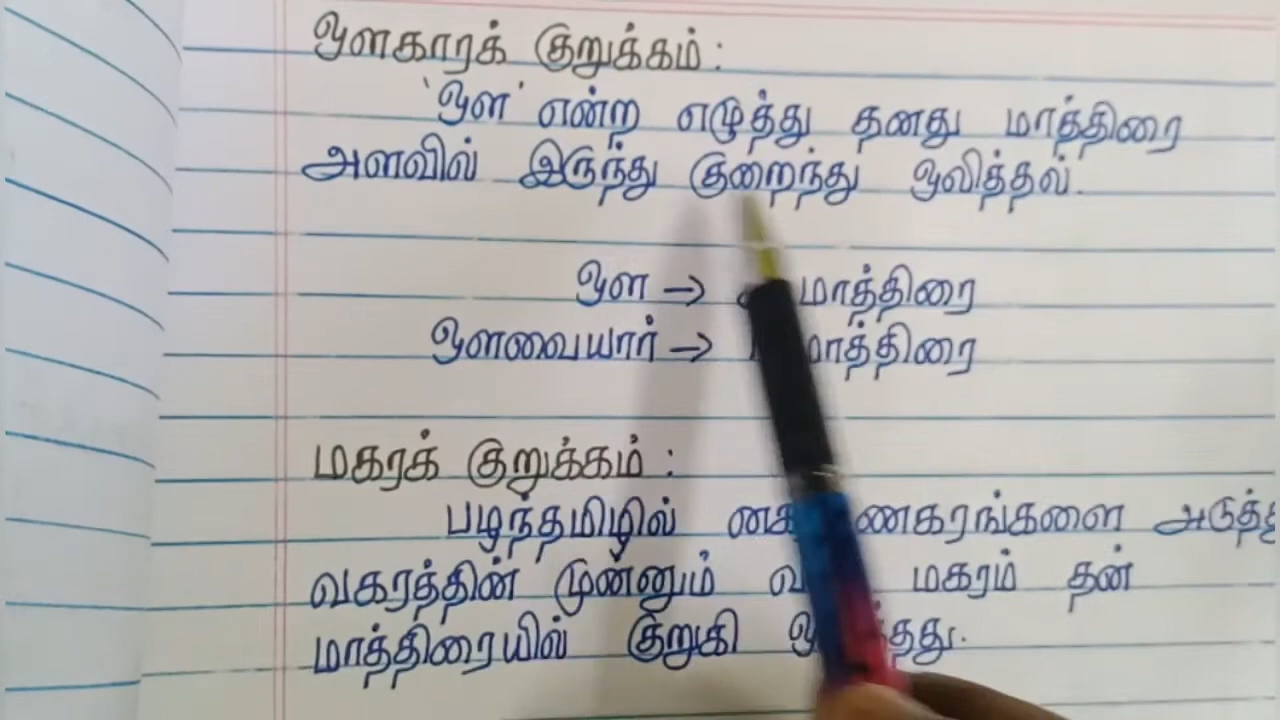 ஔகாரக் குறுக்கம் :
'ஔ' என்ற எழுத்து தனது மாத்திரை
அளவில் இருந்து குறைந்து ஒலித்தல்.
ஔ → மாத்திரை
ஔவையார் → மாத்திரை
மகரக் குறுக்கம் :
பழந்தமிழில் ணகரங்களை
வகரத்தின் முன்னும் மகரம் தன்
மாத்திரையில் குறுகி